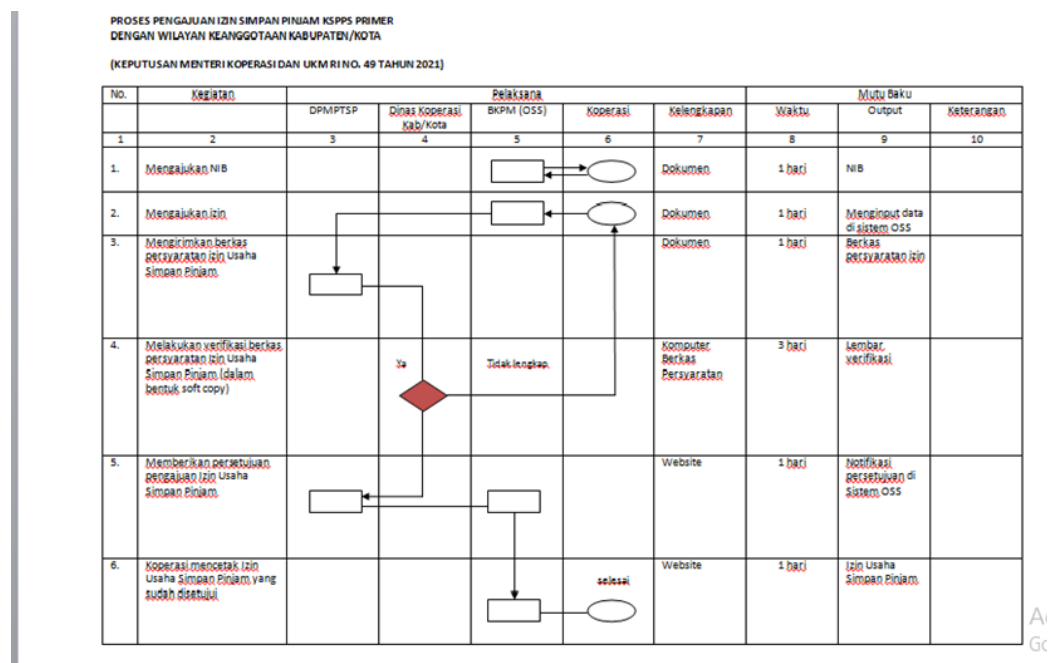 PROSES PENGAJUAN IZIN SIMPAN PINJAM KSPPS PRIMER
DENGAN WILAYAN KEANGGOTAAN KABUPATEN/KOTA
(KEPUTUSAN MENTERI KOPERASI DAN UKM RI NO. 49 TAHUN 2021)
No. Kegiatan Pelaksana Mutu Baku
DPMPTSP Dinas Koperasi Kab/Kota BKPM (OSS) Koperasi Kelengkapan Waktu Output Keterangan
1 2 3 4 5 6 7 8 9 10
1. Mengajukan NIB Dokumen 1 hari NIB
2. Mengajukan izin Dokumen 1 hari Menginput data
di sistem OSS
3. Mengirimkan berkas Dokumen 1 hari Berkas
persyaratan izin Usaha persyaratan izin
Simpan Pinjam
4. Melakukan verifikasi berkas Komputer 3 hari Lembar
persyaratan Izin Usaha Ya Tidak lengkap Berkas verifikasi
Simpan Pinjam (dalam Persyaratan
bentuk soft copy)
5. Memberikan persetujuan Website 1 hari Notifikasi
pengajuan Izin Usaha persetujuan di
Simpan Pinjam Sistem OSS
6. Koperasi mencetak Izin Website 1 hari Izin Usaha
Usaha Simpan Pinjam yang selesai Simpan Pinjam
sudah disetujui